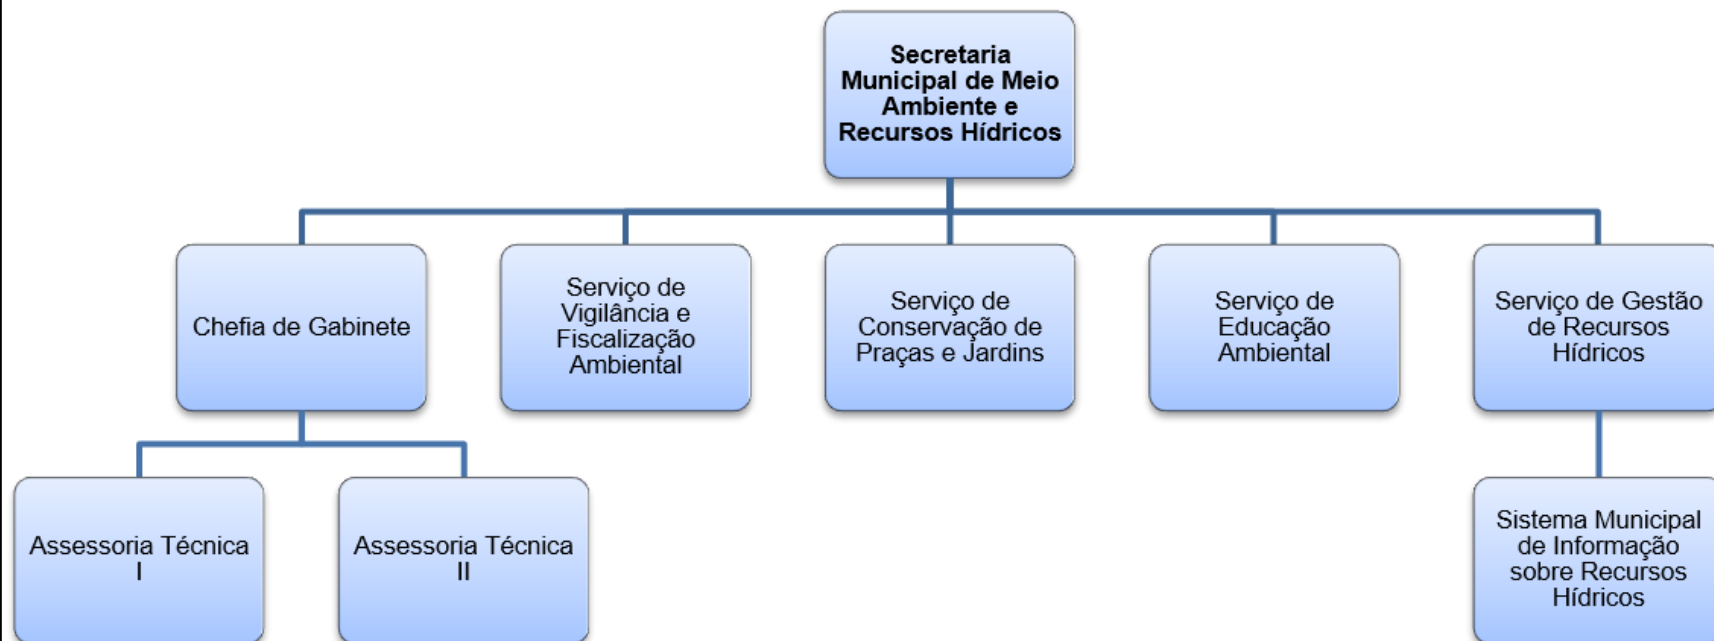 Secretaria
Municipal de Meio
Ambiente e
Recursos Hídricos
Chefia de Gabinete
Serviço de
Vigilância e
Fiscalização
Ambiental
Serviço de
Conservação de
Praças e Jardins
Serviço de
Educação
Ambiental
Serviço de Gestão
de Recursos
Hídricos
Assessoria Técnica
I
Assessoria Técnica
II
Sistema Municipal
de Informação
sobre Recursos
Hídricos